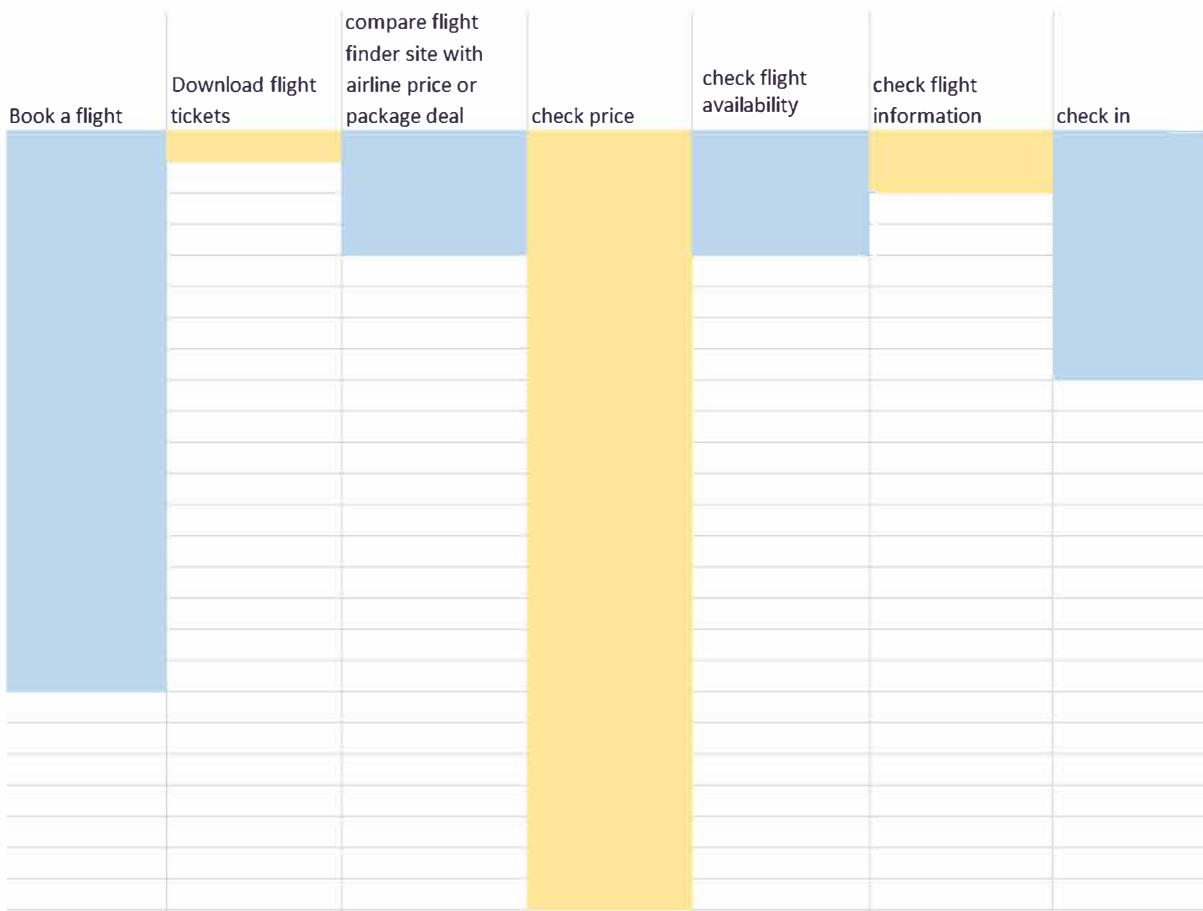 Book a flight
Download flight
tickets
compare flight
finder site with
airline price or
package deal
check price
check flight
availability
check flight
information
check in